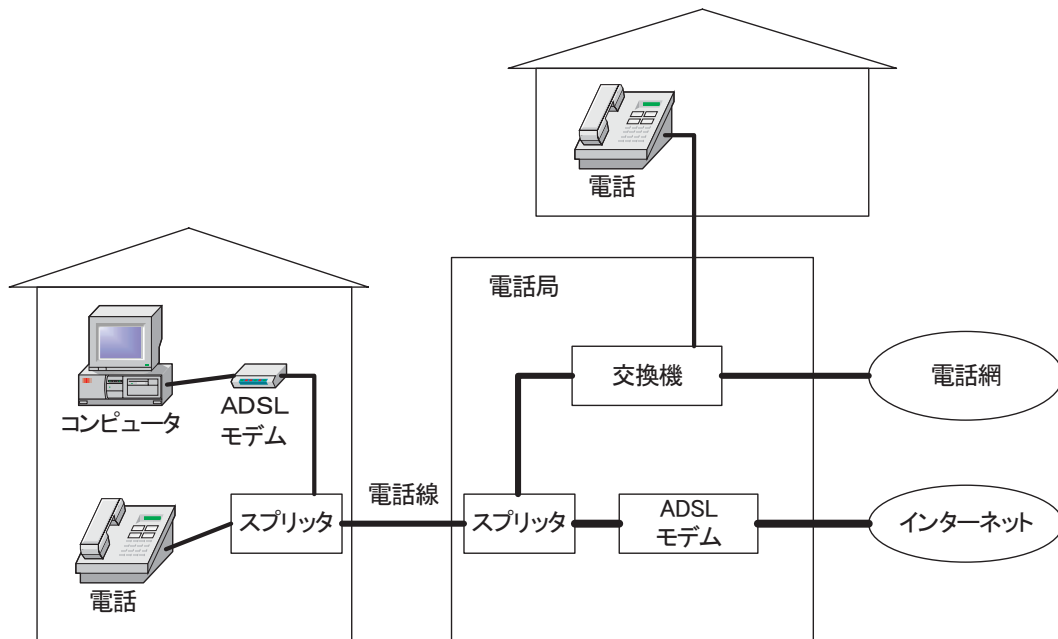 電話
電話局
交換機
電話網
コンピュータ
ADSL
モデム
電話線
スプリッタ
スプリッタ
ADSL
モデム
インターネット
電話